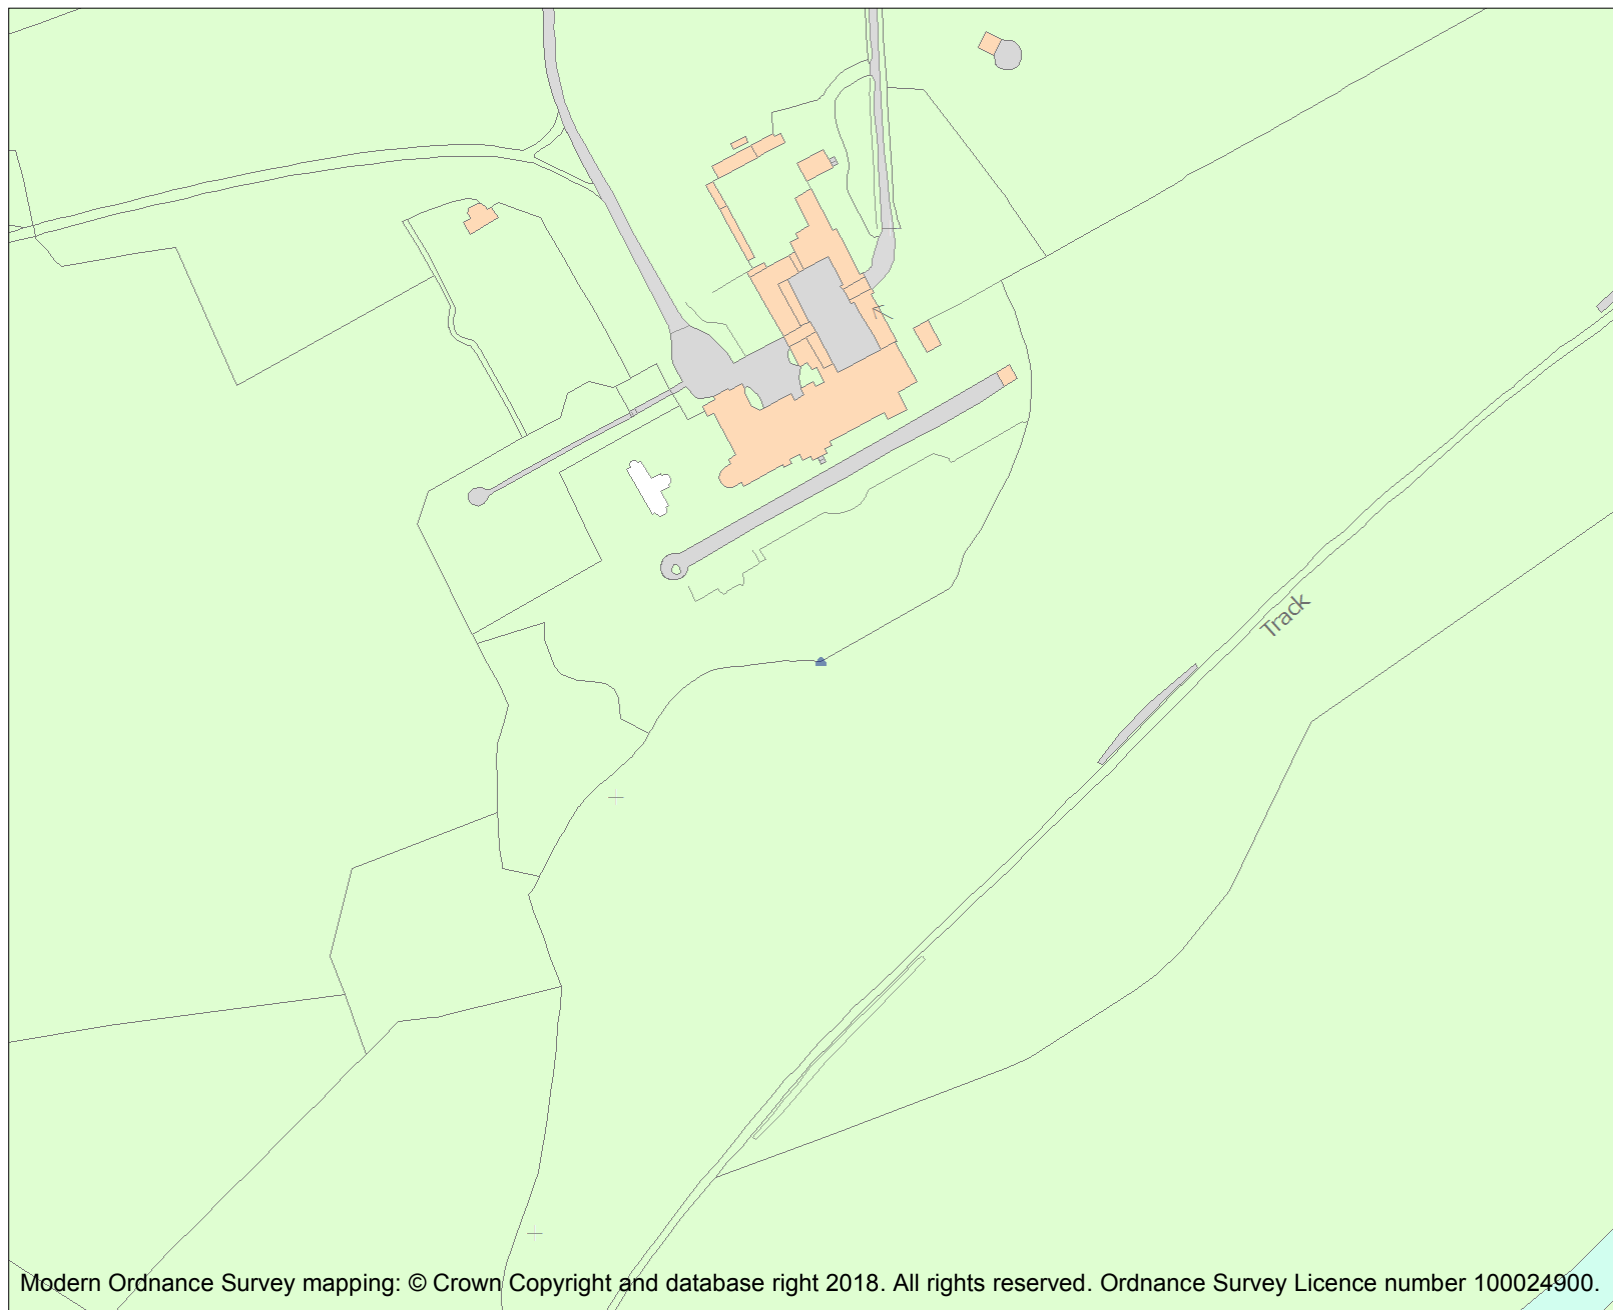 Track
Modern Ordnance Survey mapping: © Crown Copyright and database right 2018. All rights reserved. Ordnance Survey Licence number 100024900.